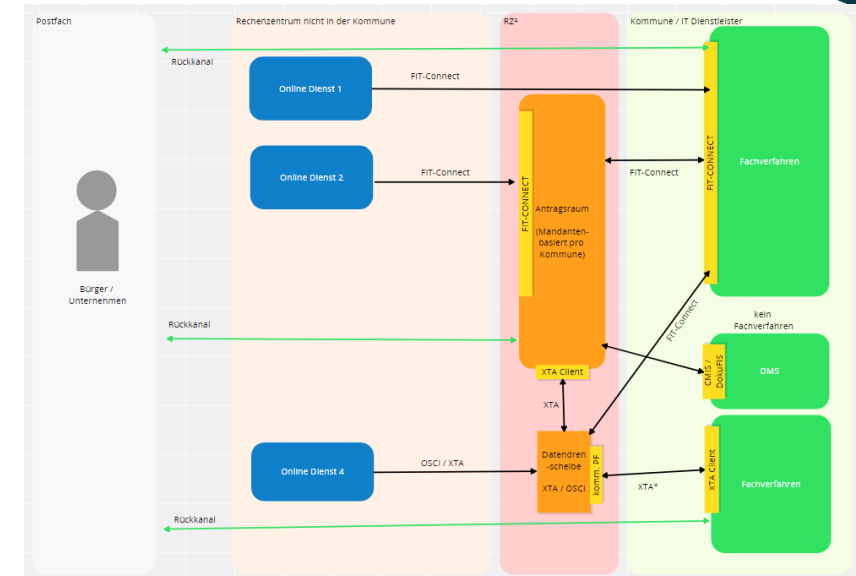 Postfach
Rechenzentrum nicht in der Kommune
RZ²
Kommune / IT Dienstleister
Rückkanal
Online Dienst 1
FIT-Connect
Online Dienst 2
FIT-Connect
FIT-CONNECT
Antragsraum
(Mandanten-
basiert pro
Kommune)
FIT-Connect
FIT-CONNECT
Fachverfahren
Bürger /
Unternehmen
Rückkanal
FIT-Connect
kein
Fachverfahren
CMIS /
DokuFIS
DMS
XTA Client
XTA
Online Dienst 4
OSCI / XTA
Datendreh
-scheibe
XTA / OSCI
komm. PF
XTA*
XTA Client
Fachverfahren
Rückkanal